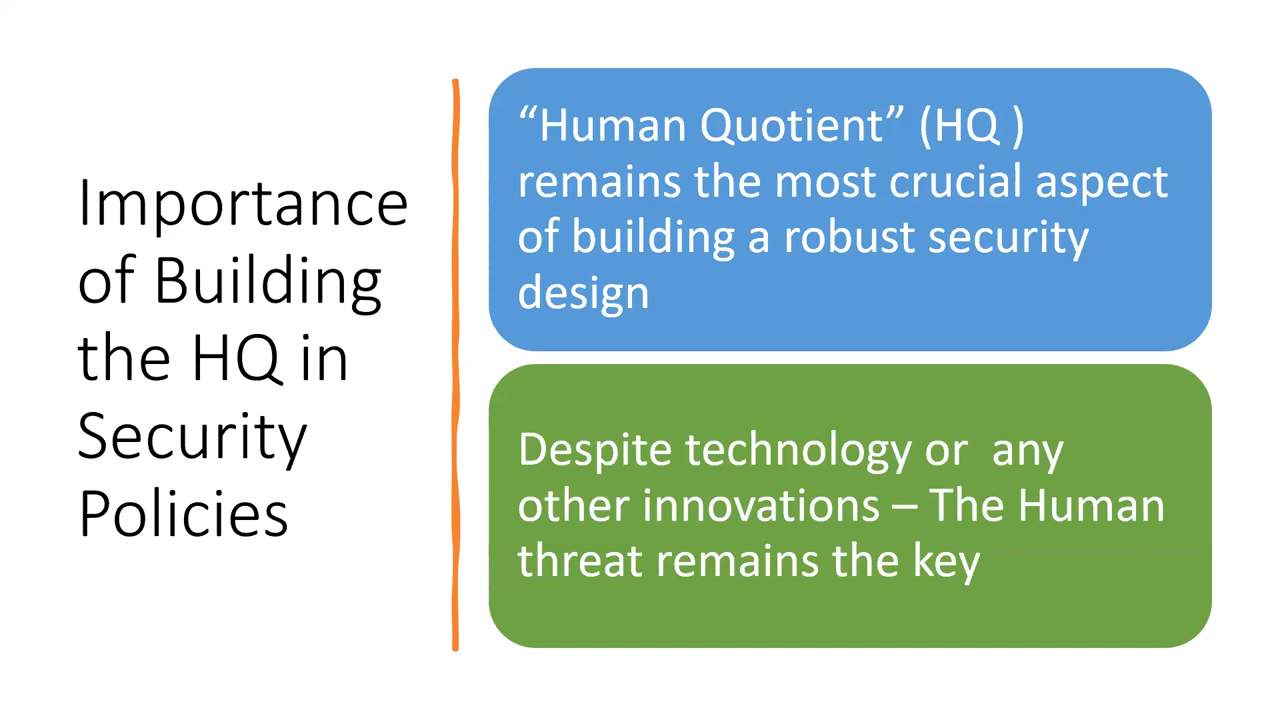 Importance
of Building
the HQ in
Security
Policies
“Human Quotient” (HQ )
remains the most crucial aspect
of building a robust security
design
Despite technology or  any
other innovations – The Human
threat remains the key